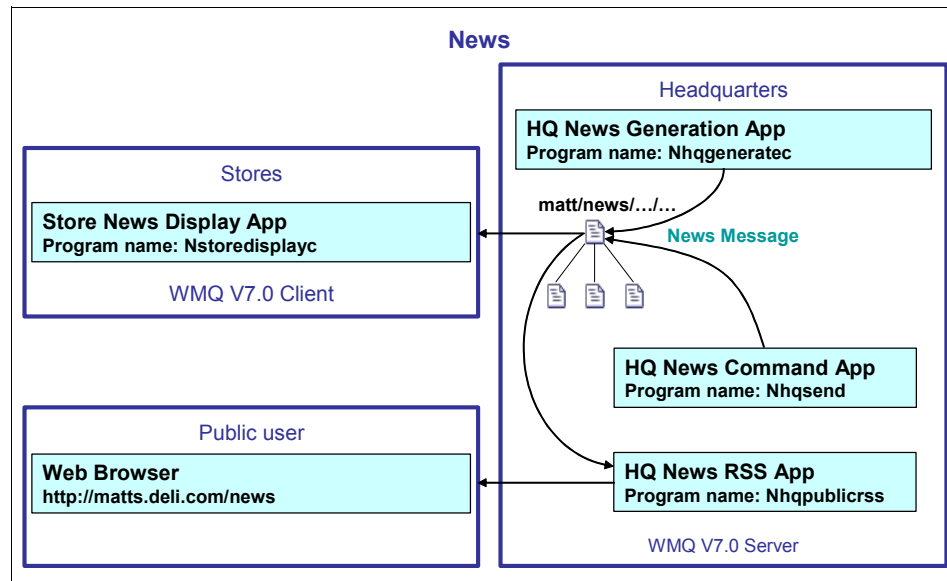 News
Headquarters
HQ News Generation App
Program name: Nhqgeneratec
Stores
Store News Display App
Program name: Nstoredisplayc
WMQ V7.0 Client
matt/news/…/…
News Message
HQ News Command App
Program name: Nhqsend
Public user
Web Browser
http://matts.deli.com/news
HQ News RSS App
Program name: Nhqpublicrss
WMQ V7.0 Server